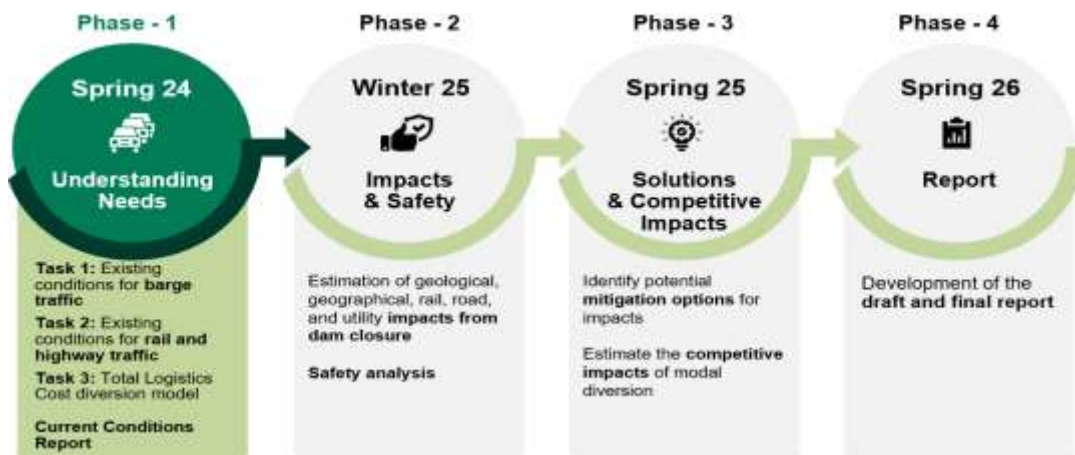 Phase - 1
Spring 24
Understanding
Needs
Task 1: Existing
conditions for barge
traffic
Task 2: Existing
conditions for rail and
highway traffic
Task 3: Total Logistics
Cost diversion model
Current Conditions
Report
Phase - 2
Winter 25
Impacts
& Safety
Estimation of geological,
geographical, rail, road,
and utility impacts from
dam closure
Safety analysis
Phase - 3
Spring 25
Solutions
& Competitive
Impacts
Identify potential
mitigation options for
impacts
Estimate the competitive
impacts of modal
diversion
Phase - 4
Spring 26
Report
Development of the
draft and final report